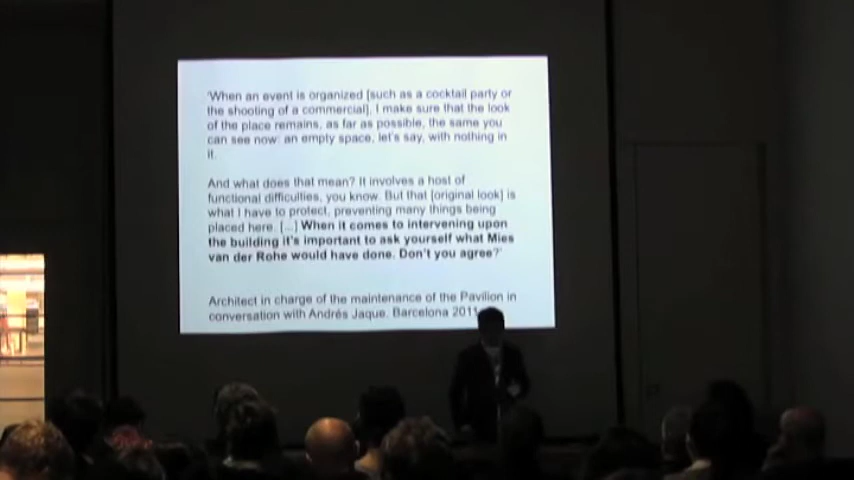 'When an event is organized [such as a cocktail party or
the shooting of a commercial], I make sure that the look
of the place remains, as far as possible, the same you
can see now: an empty space, let's say, with nothing in
it.
And what does that mean? It involves a host of
functional difficulties, you know. But that [original look] is
what I have to protect, preventing many things being
placed here. [...] When it comes to intervening upon
the building it's important to ask yourself what Mies
van der Rohe would have done. Don't you agree?'
Architect in charge of the maintenance of the Pavilion in
conversation with Andrés Jaque. Barcelona 2011